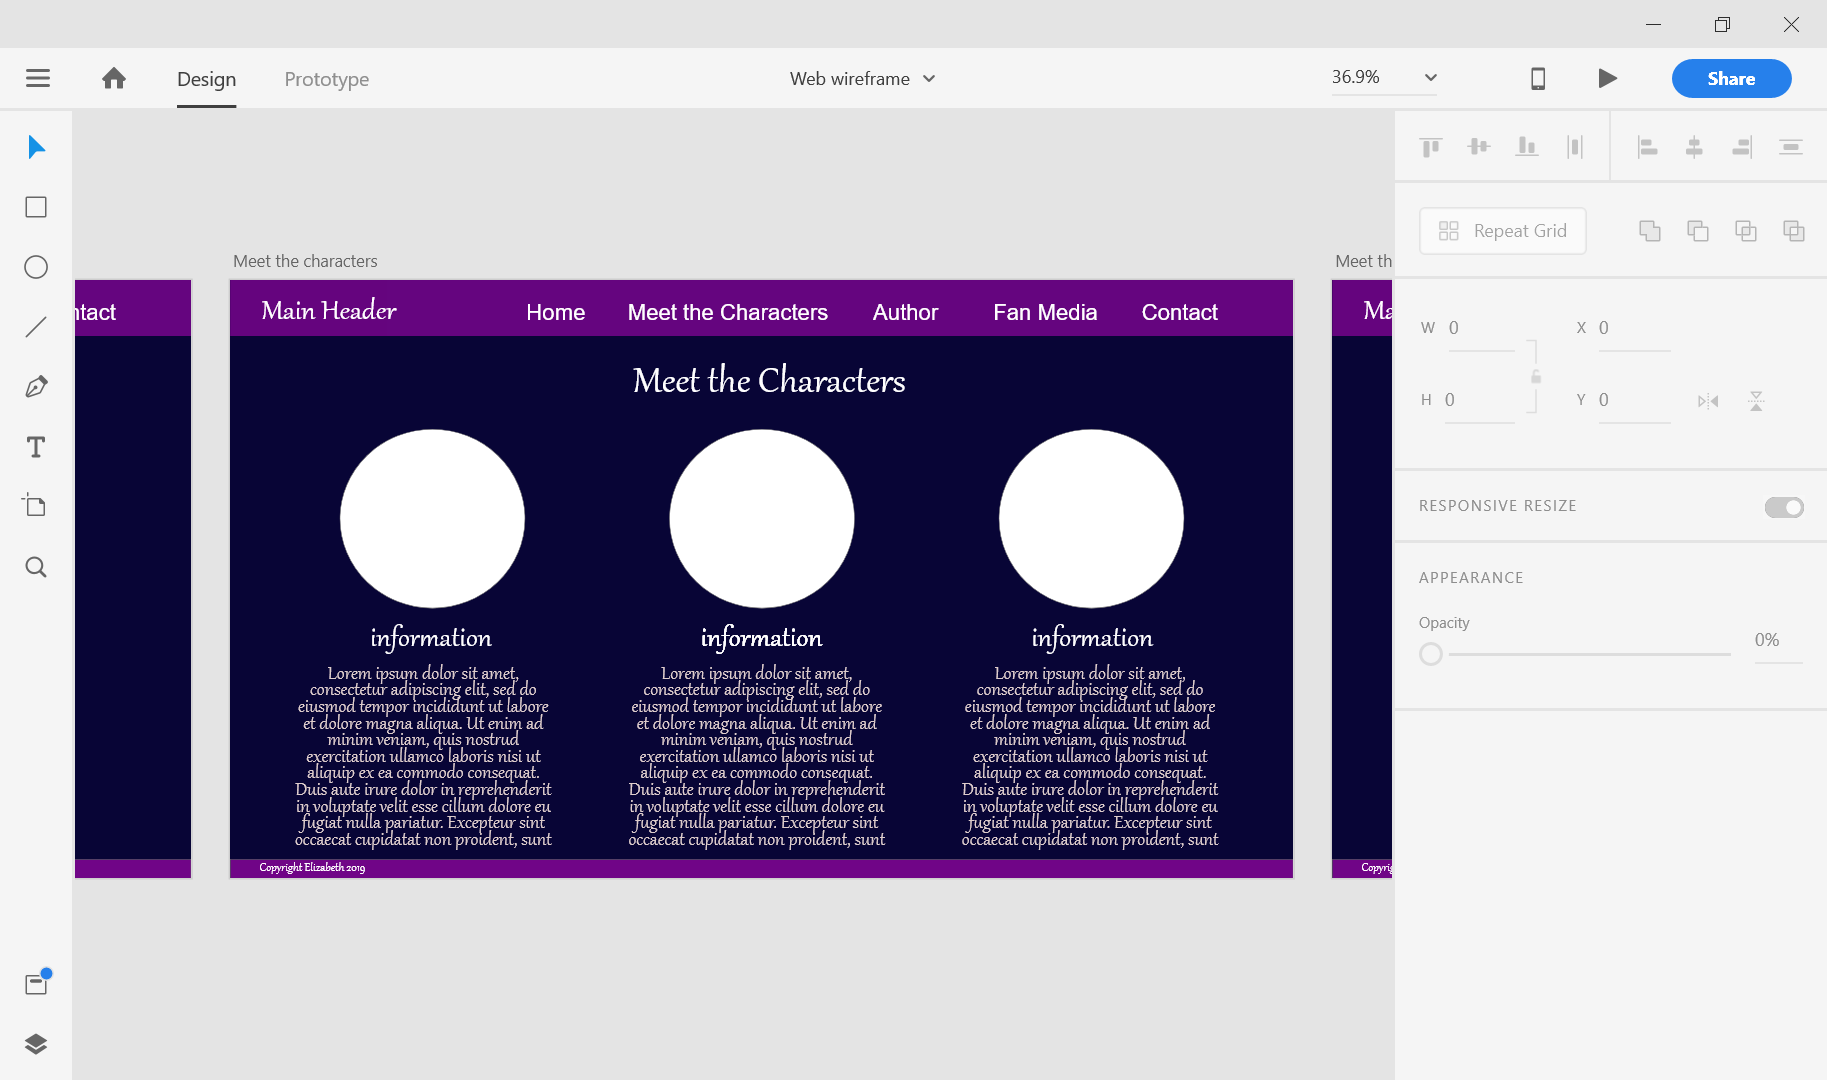 Design
Prototype
Web wireframe
36.9%
Share
Repeat Grid
W 0
X 0
H 0
Y 0
RESPONSIVE RESIZE
APPEARANCE
Opacity
0%
Meet the characters
Meet th
ntact
Main Header
Home
Meet the Characters
Author
Fan Media
Contact
Ma
Meet the Characters
information
Lorem ipsum dolor sit amet,
consectetur adipiscing elit, sed do
eiusmod tempor incididunt ut labore
et dolore magna aliqua. Ut enim ad
minim veniam, quis nostrud
exercitation ullamco laboris nisi ut
aliquip ex ea commodo consequat.
Duis aute irure dolor in reprehenderit
in voluptate velit esse cillum dolore eu
fugiat nulla pariatur. Excepteur sint
occaecat cupidatat non proident, sunt
information
Lorem ipsum dolor sit amet,
consectetur adipiscing elit, sed do
eiusmod tempor incididunt ut labore
et dolore magna aliqua. Ut enim ad
minim veniam, quis nostrud
exercitation ullamco laboris nisi ut
aliquip ex ea commodo consequat.
Duis aute irure dolor in reprehenderit
in voluptate velit esse cillum dolore eu
fugiat nulla pariatur. Excepteur sint
occaecat cupidatat non proident, sunt
information
Lorem ipsum dolor sit amet,
consectetur adipiscing elit, sed do
eiusmod tempor incididunt ut labore
et dolore magna aliqua. Ut enim ad
minim veniam, quis nostrud
exercitation ullamco laboris nisi ut
aliquip ex ea commodo consequat.
Duis aute irure dolor in reprehenderit
in voluptate velit esse cillum dolore eu
fugiat nulla pariatur. Excepteur sint
occaecat cupidatat non proident, sunt
Copyright Elizabeth 2019
Copyrig